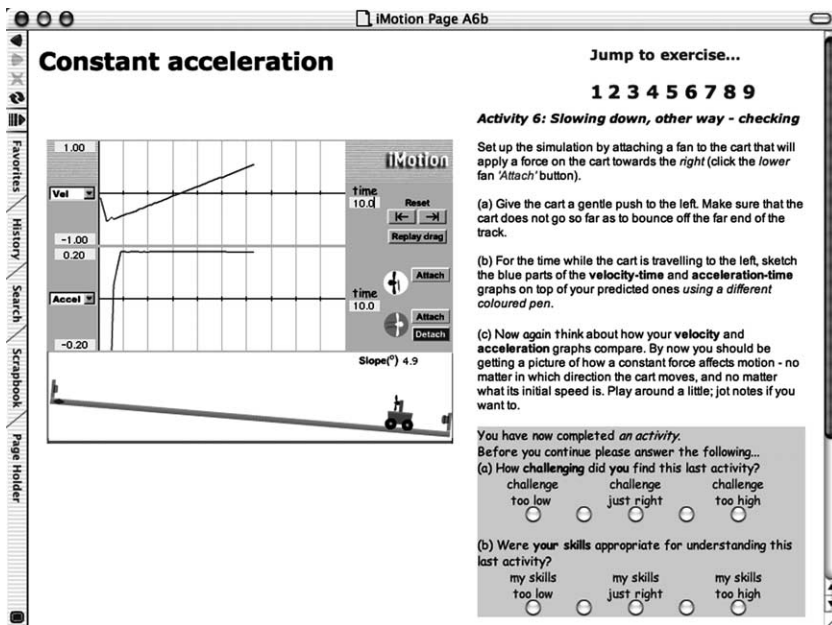 iMotion Page A6b
Favorites
History
Search
Scrapbook
Page Holder
Constant acceleration
1.00
Vel
-1.00
0.20
Accel
-0.20
iMotion
time
10.0
Reset
Replay drag
Attach
time
10.0
Attach
Detach
Slope(°) 4.9
Jump to exercise...
1 2 3 4 5 6 7 8 9
Activity 6: Slowing down, other way - checking
Set up the simulation by attaching a fan to the cart that will
apply a force on the cart towards the right (click the lower
fan 'Attach' button).
(a) Give the cart a gentle push to the left. Make sure that the
cart does not go so far as to bounce off the far end of the
track.
(b) For the time while the cart is travelling to the left, sketch
the blue parts of the velocity-time and acceleration-time
graphs on top of your predicted ones using a different
coloured pen.
(c) Now again think about how your velocity and
acceleration graphs compare. By now you should be
getting a picture of how a constant force affects motion - no
matter in which direction the cart moves, and no matter
what its initial speed is. Play around a little; jot notes if you
want to.
You have now completed an activity.
Before you continue please answer the following...
(a) How challenging did you find this last activity?
challenge challenge challenge
too low just right too high
(b) Were your skills appropriate for understanding this
last activity?
my skills my skills my skills
too low just right too high